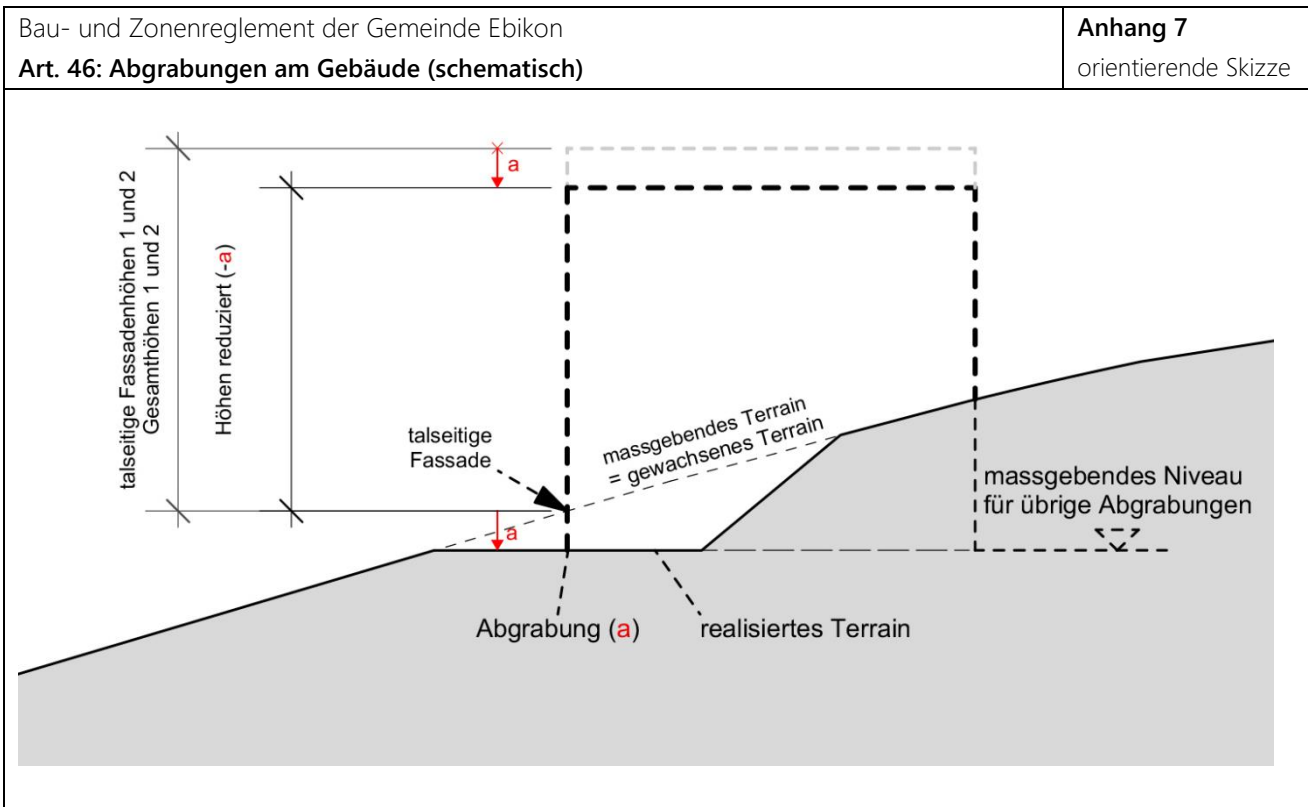 Bau- und Zonenreglement der Gemeinde Ebikon
Art. 46: Abgrabungen am Gebäude (schematisch)
Anhang 7
orientierende Skizze
talseitige Fassadenhöhen 1 und 2
Gesamthöhen 1 und 2
Höhen reduziert (-a)
a
talseitige
Fassade
massgebendes Terrain
= gewachsenes Terrain
a
massgebendes Niveau
für übrige Abgrabungen
Abgrabung (a)
realisiertes Terrain